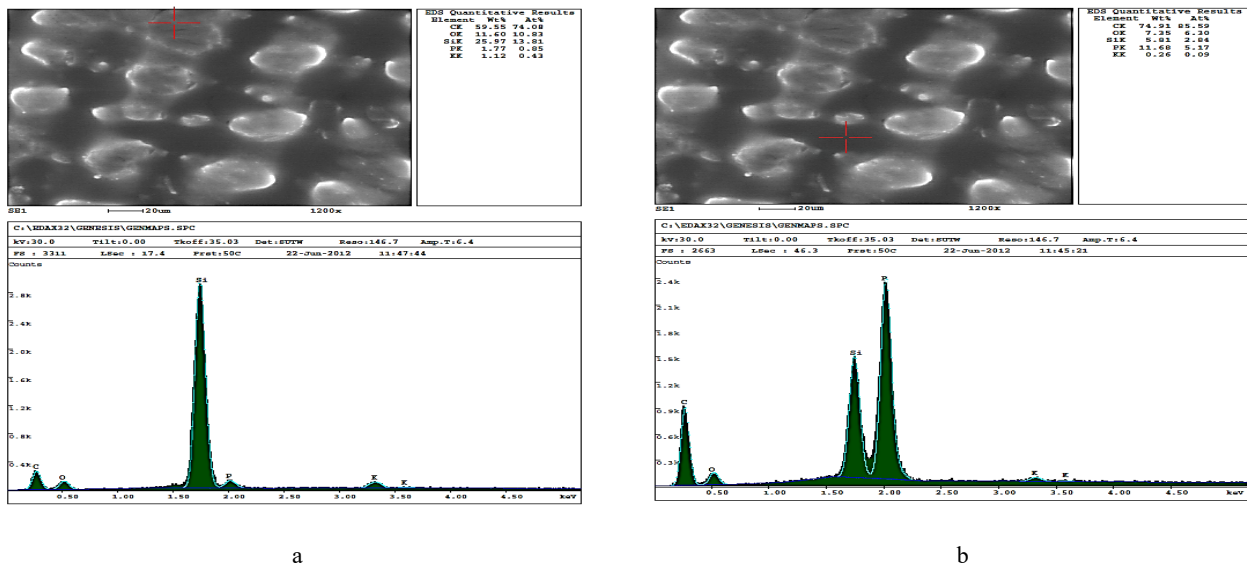 EDS Quantitative Results
Element Wt% At%
CK 59.55 74.08
OK 11.60 10.83
SiK 25.97 13.81
PK 1.77 0.85
KK 1.12 0.43
SE1 20um 1200x
C:\EDAX32\GENESIS\GENMAPS.SPC
kV:30.0 Tilt:0.00 Tkoff:35.03 Det:SUTW Reso:146.7 Amp.T:6.4
FS : 3311 LSec : 17.4 Prst:50C 22-Jun-2012 11:47:44
Counts
Si
2.8k
2.4k
2.0k
1.6k
1.2k
0.8k
0.4k
C O P K K
0.50 1.00 1.50 2.00 2.50 3.00 3.50 4.00 4.50 keV
a
EDS Quantitative Results
Element Wt% At%
CK 74.91 85.59
OK 7.35 6.30
SiK 5.81 2.84
PK 11.68 5.17
KK 0.26 0.09
SE1 20um 1200x
C:\EDAX32\GENESIS\GENMAPS.SPC
kV:30.0 Tilt:0.00 Tkoff:35.03 Det:SUTW Reso:146.7 Amp.T:6.4
FS : 2663 LSec : 46.3 Prst:50C 22-Jun-2012 11:45:21
Counts
P
2.4k
2.1k
1.8k
Si
1.5k
1.2k
C
0.9k
0.6k
0.3k
O K K
0.50 1.00 1.50 2.00 2.50 3.00 3.50 4.00 4.50 keV
b